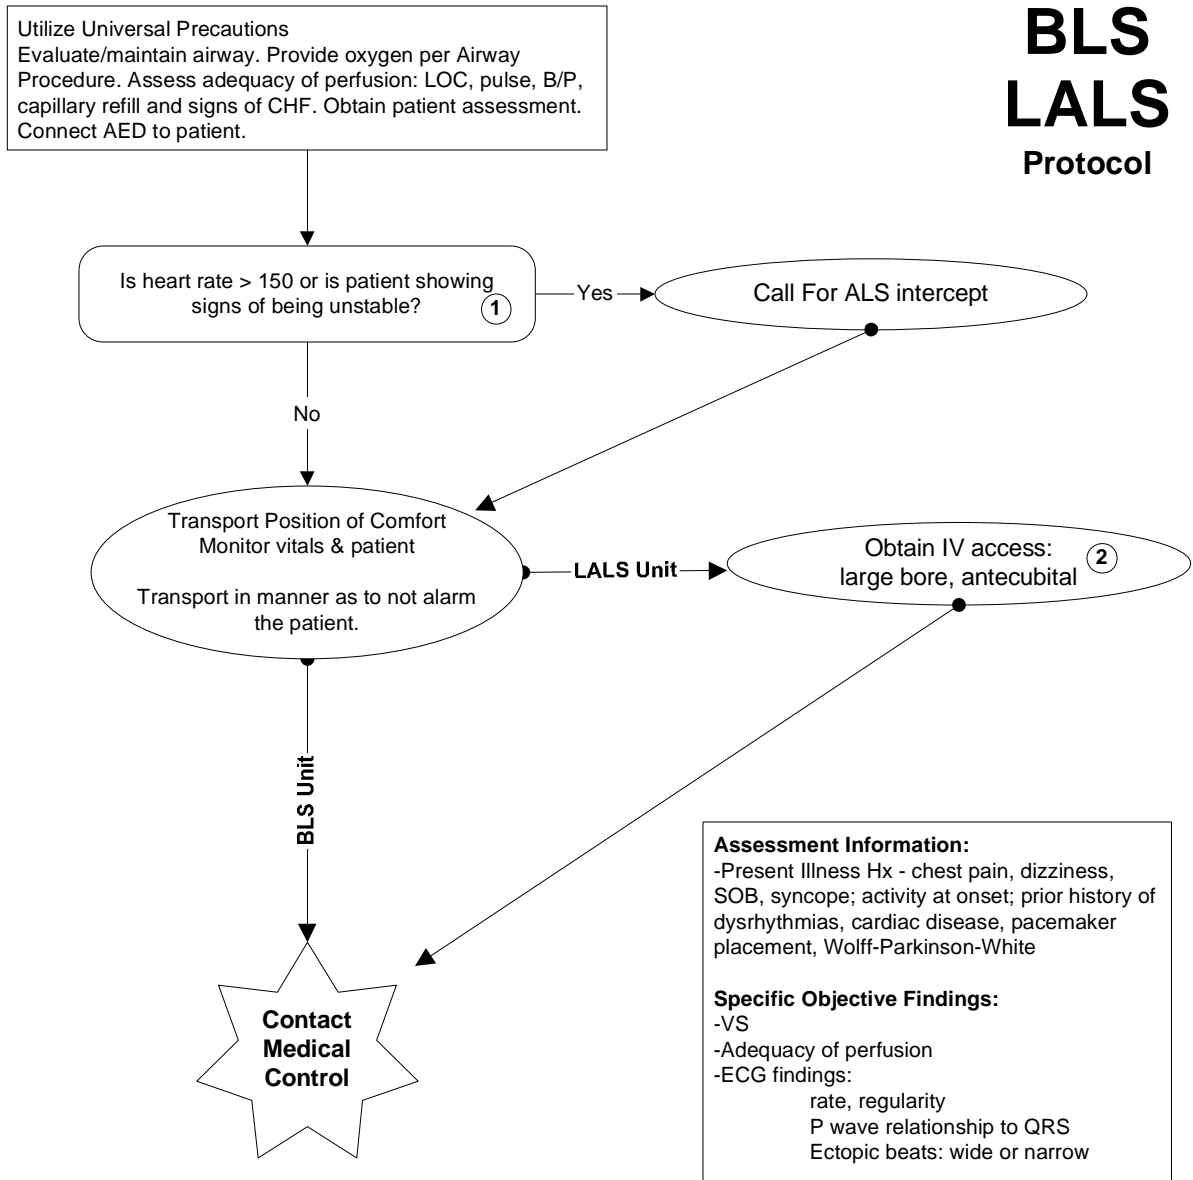 BLS
LALS
Protocol
Utilize Universal Precautions
Evaluate/maintain airway. Provide oxygen per Airway
Procedure. Assess adequacy of perfusion: LOC, pulse, B/P,
capillary refill and signs of CHF. Obtain patient assessment.
Connect AED to patient.
Is heart rate > 150 or is patient showing
signs of being unstable?
1
Yes
Call For ALS intercept
No
Transport Position of Comfort
Monitor vitals & patient
Transport in manner as to not alarm
the patient.
LALS Unit
Obtain IV access:
large bore, antecubital
2
BLS Unit
Contact
Medical
Control
Assessment Information:
-Present Illness Hx - chest pain, dizziness,
SOB, syncope; activity at onset; prior history of
dysrhythmias, cardiac disease, pacemaker
placement, Wolff-Parkinson-White
Specific Objective Findings:
-VS
-Adequacy of perfusion
-ECG findings:
rate, regularity
P wave relationship to QRS
Ectopic beats: wide or narrow